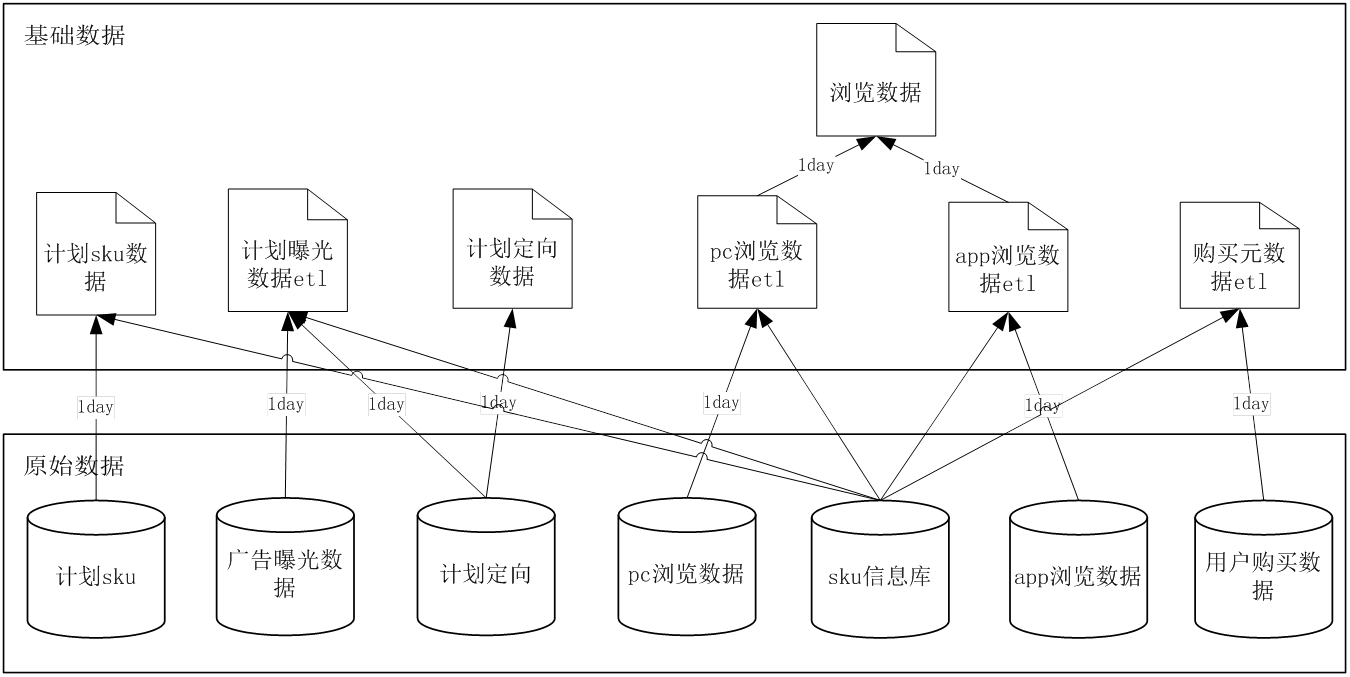 基础数据
浏览数据
1day
1day
计划sku数
据
计划曝光
数据etl
计划定向
数据
pc浏览数
据etl
app浏览数
据etl
购买元数
据etl
1day
1day
1day
1day
1day
1day
1day
原始数据
计划sku
广告曝光数
据
计划定向
pc浏览数据
sku信息库
app浏览数据
用户购买数
据